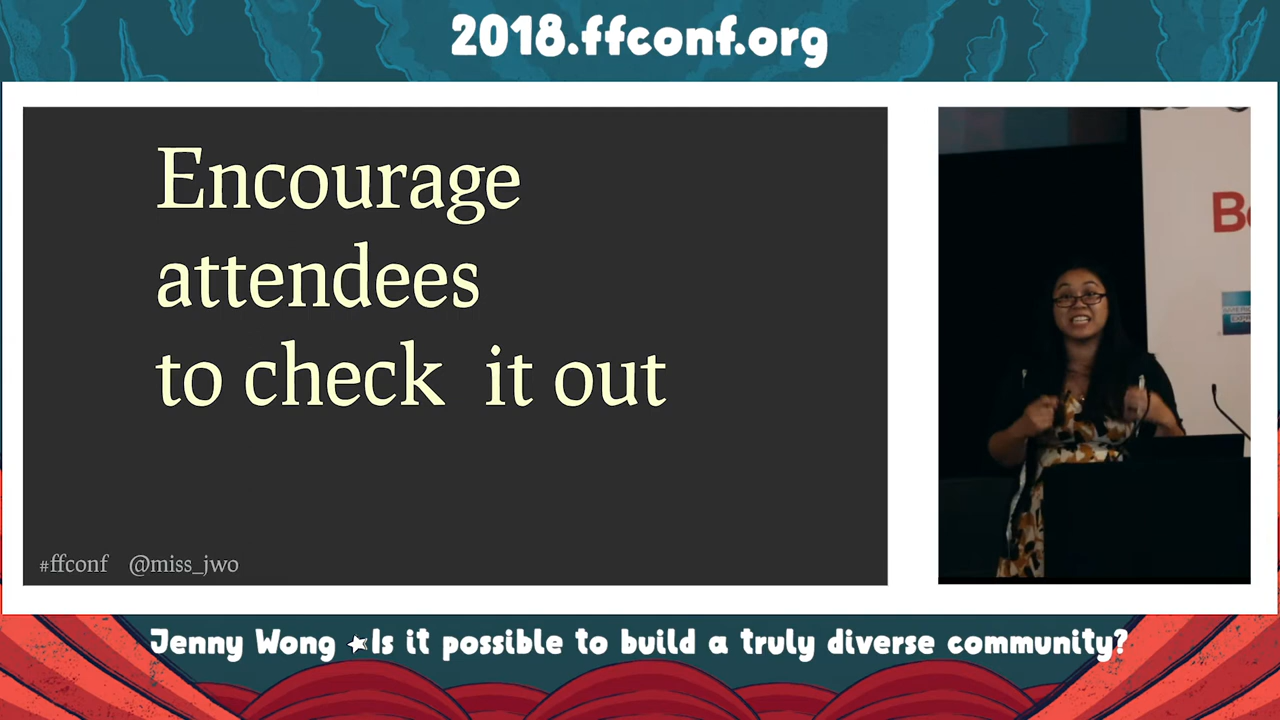 2018.ffconf.org
Encourage
attendees
to check it out
#ffconf @miss_jwo
Jenny Wong ★ Is it possible to build a truly diverse community?